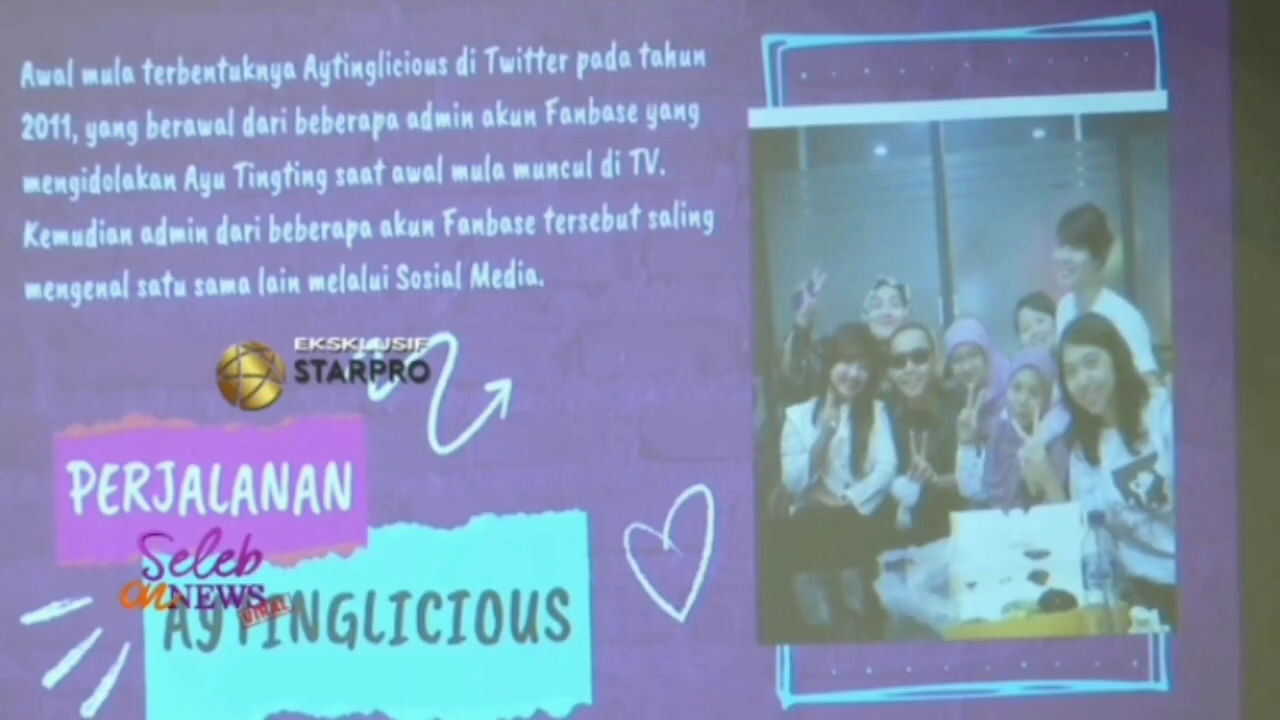 Awal mula terbentuknya Aytinglicious di Twitter pada tahun
2011, yang berawal dari beberapa admin akun Fanbase yang
mengidolakan Ayu Tingting saat awal mula muncul di TV.
Kemudian admin dari beberapa akun Fanbase tersebut saling
mengenal satu sama lain melalui Sosial Media.
EKSKLUSIF
STARPRO
PERJALANAN
Seleb
on NEWS
VIRAL
AYTINGLICIOUS